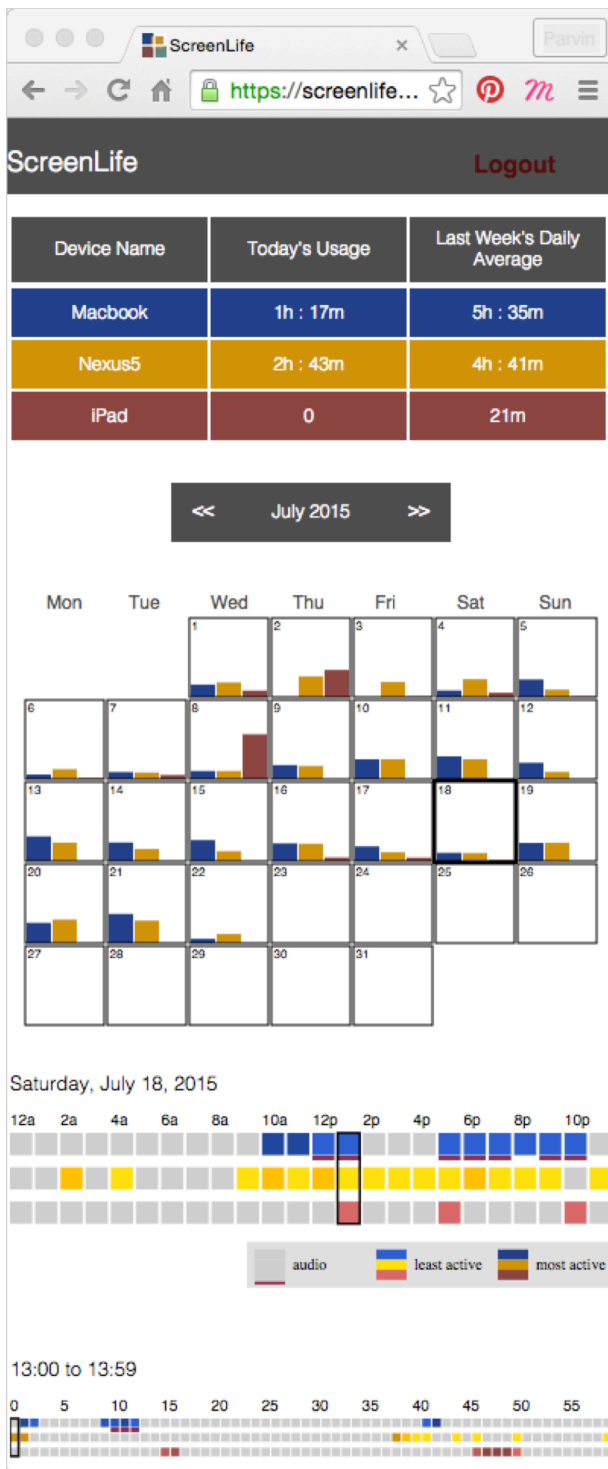 ScreenLife ×
Parvin
https://screenlife...
ScreenLife
Logout
Device Name Today's Usage Last Week's Daily Average
Macbook 1h : 17m 5h : 35m
Nexus5 2h : 43m 4h : 41m
iPad 0 21m
<< July 2015 >>
Mon Tue Wed Thu Fri Sat Sun
1 2 3 4 5
6 7 8 9 10 11 12
13 14 15 16 17 18 19
20 21 22 23 24 25 26
27 28 29 30 31
Saturday, July 18, 2015
12a 2a 4a 6a 8a 10a 12p 2p 4p 6p 8p 10p
audio least active most active
13:00 to 13:59
0 5 10 15 20 25 30 35 40 45 50 55